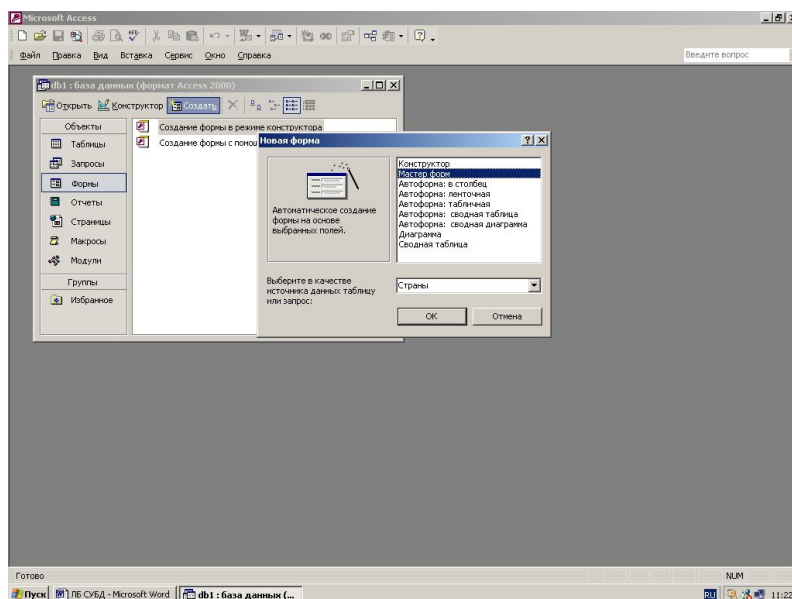 Microsoft Access
Файл Правка Вид Вставка Сервис Окно Справка
Введите вопрос
db1 : база данных (формат Access 2000)
Открыть Конструктор Создать
Объекты
Таблицы
Запросы
Формы
Отчеты
Страницы
Макросы
Модули
Группы
Избранное
Создание формы в режиме конструктора
Создание формы с помощ
Новая форма
Автоматическое создание
формы на основе
выбранных полей.
Конструктор
Мастер форм
Автоформа: в столбец
Автоформа: ленточная
Автоформа: табличная
Автоформа: сводная таблица
Автоформа: сводная диаграмма
Диаграмма
Сводная таблица
Выберите в качестве
источника данных таблицу
или запрос:
Страны
ОК Отмена
Готово NUM
Пуск ЛБ СУБД - Microsoft Word db1 : база данных (... RU 11:22